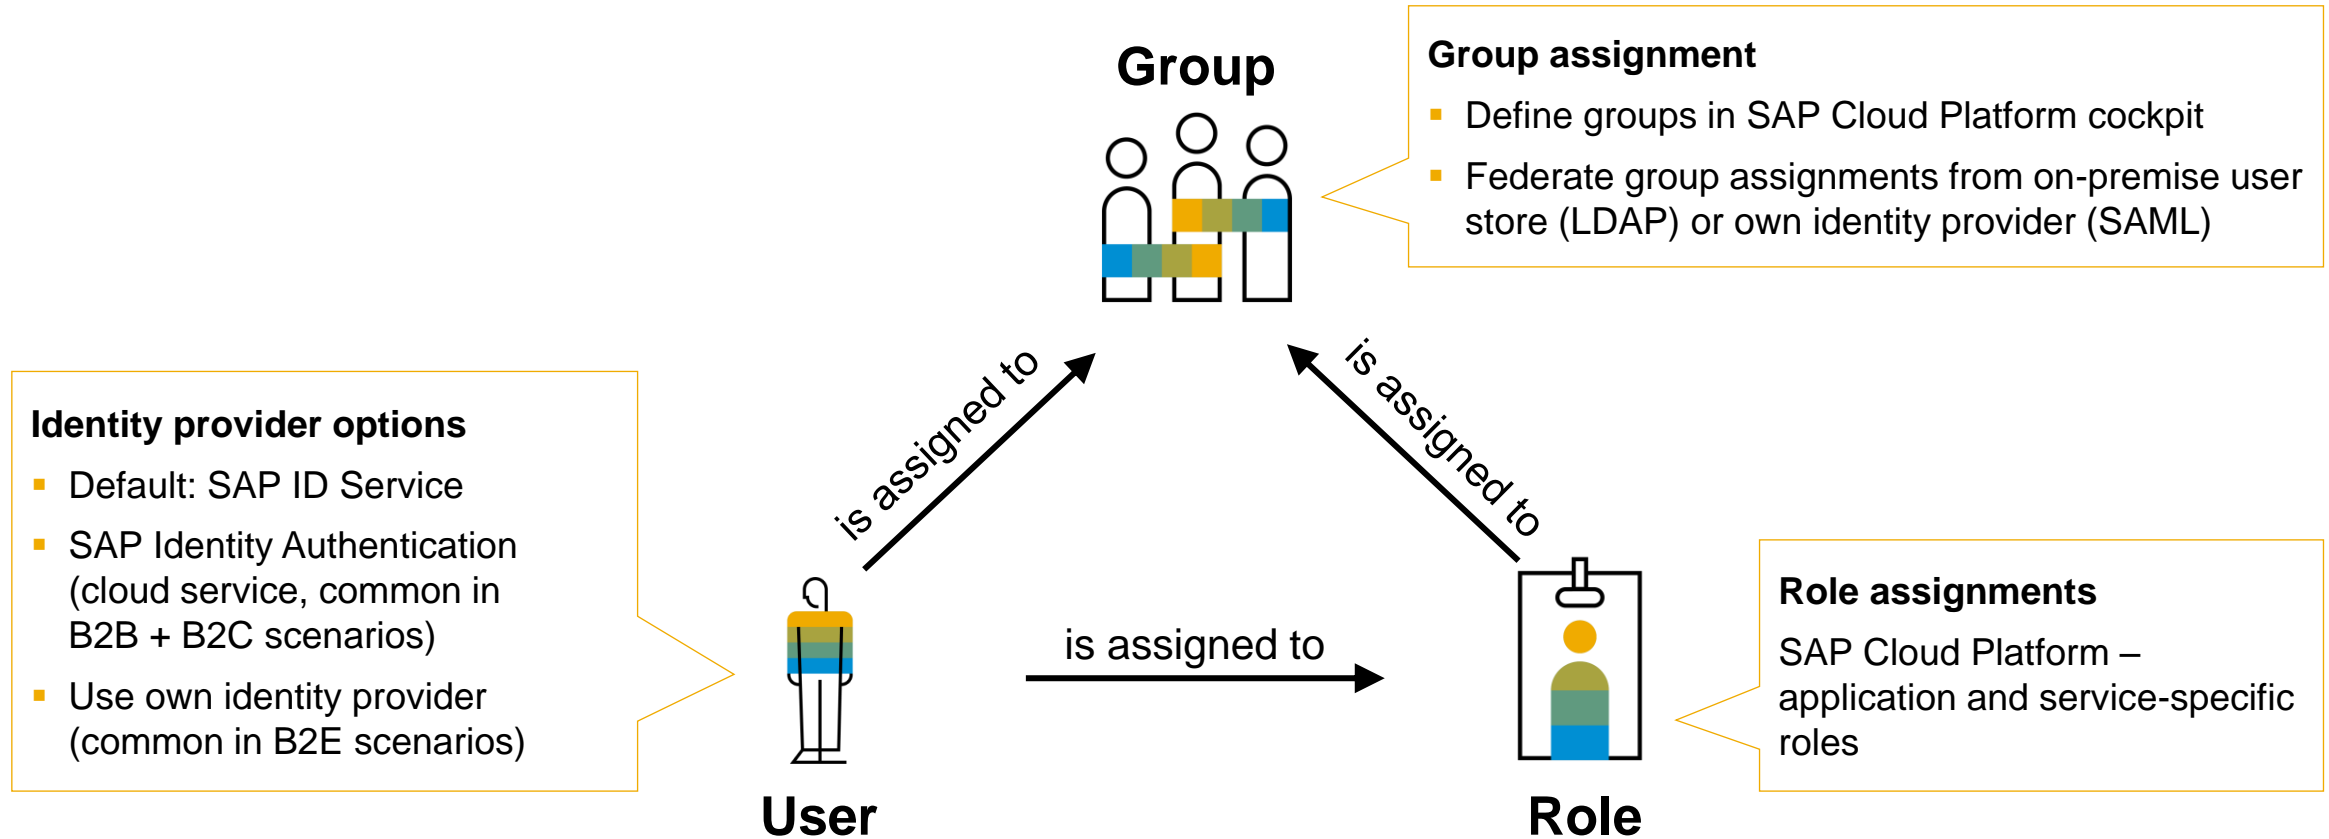 Group
Group assignment
▪ Define groups in SAP Cloud Platform cockpit
▪ Federate group assignments from on-premise user
store (LDAP) or own identity provider (SAML)
is assigned to
is assigned to
Identity provider options
▪ Default: SAP ID Service
▪ SAP Identity Authentication
(cloud service, common in
B2B + B2C scenarios)
▪ Use own identity provider
(common in B2E scenarios)
is assigned to
Role assignments
SAP Cloud Platform –
application and service-specific
roles
User
Role